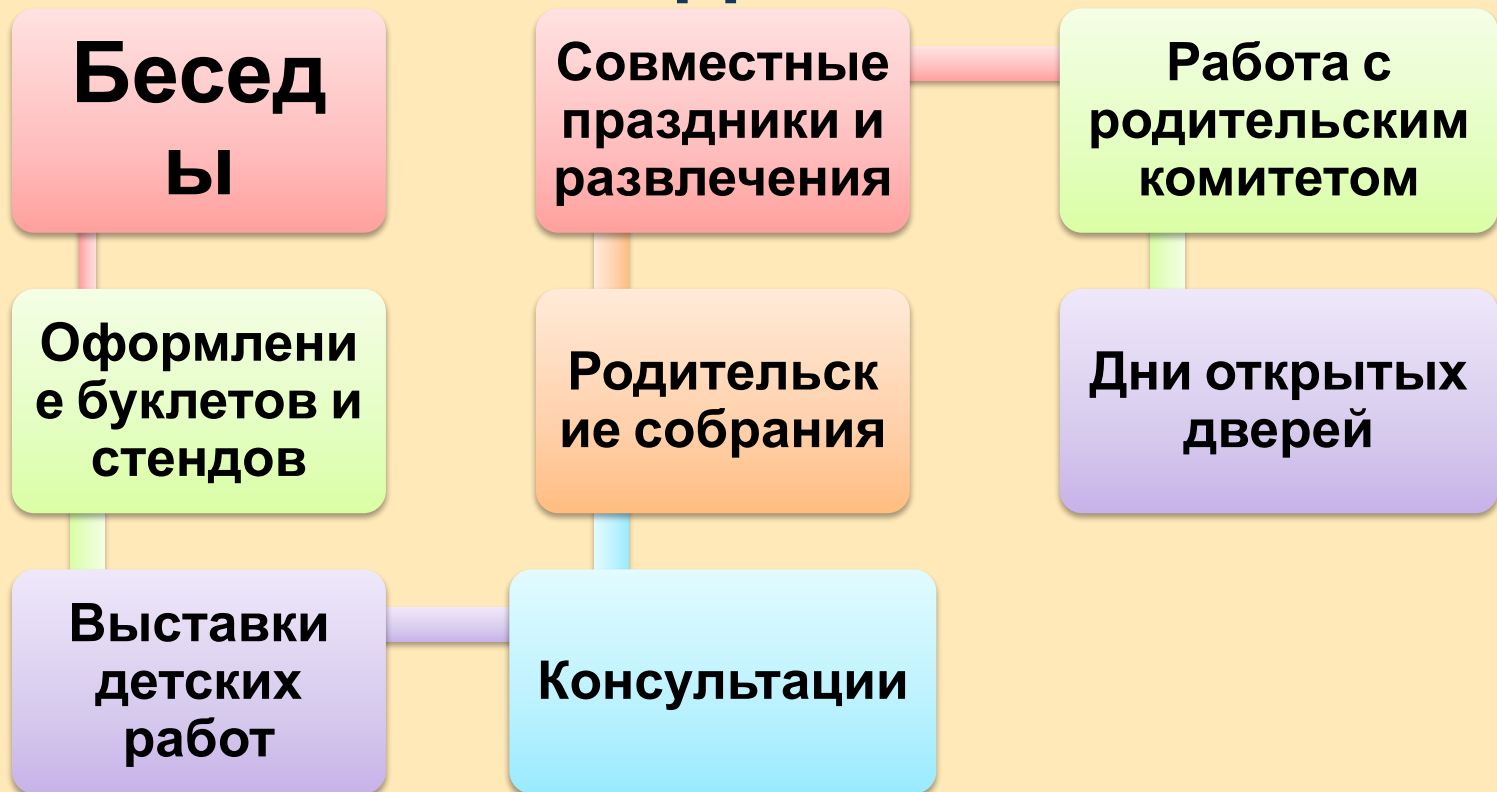 Бесед
ы
Оформлени
е буклетов и
стендов
Выставки
детских
работ
Консультации
Родительск
ие собрания
Совместные
праздники и
развлечения
Работа с
родительским
комитетом
Дни открытых
дверей